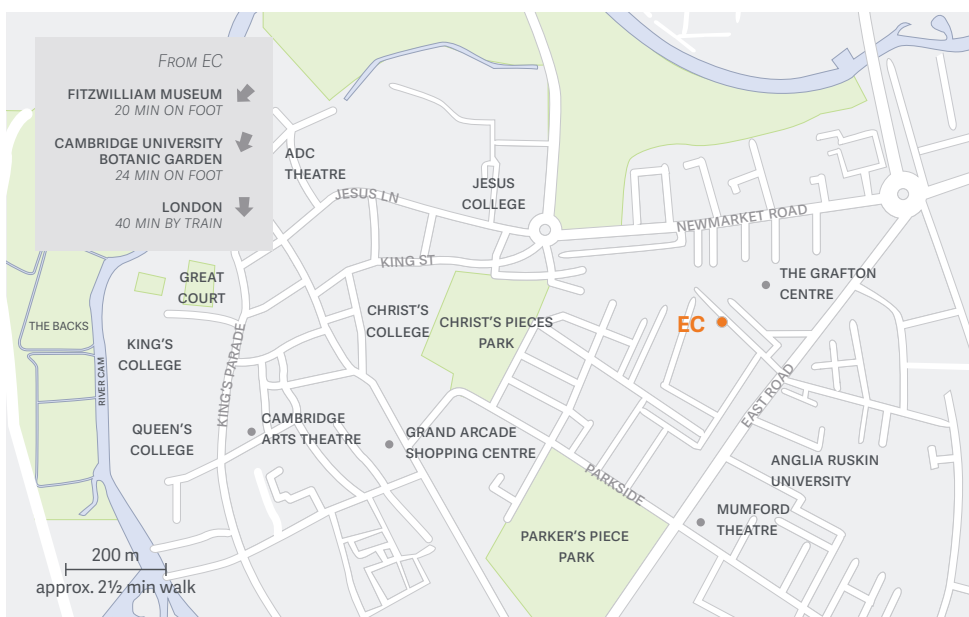 FROM EC
FITZWILLIAM MUSEUM
20 MIN ON FOOT
CAMBRIDGE UNIVERSITY
BOTANIC GARDEN
24 MIN ON FOOT
LONDON
40 MIN BY TRAIN
ADC
THEATRE
JESUS LN
JESUS
COLLEGE
NEWMARKET ROAD
KING ST
GREAT
COURT
THE GRAFTON
CENTRE
CHRIST'S
COLLEGE
CHRIST'S PIECES
PARK
EC
THE BACKS
KING'S
COLLEGE
RIVER CAM
KING'S PARADE
EAST ROAD
QUEEN'S
COLLEGE
CAMBRIDGE
ARTS THEATRE
GRAND ARCADE
SHOPPING CENTRE
PARKSIDE
ANGLIA RUSKIN
UNIVERSITY
MUMFORD
THEATRE
PARKER'S PIECE
PARK
200 m
approx. 2½ min walk